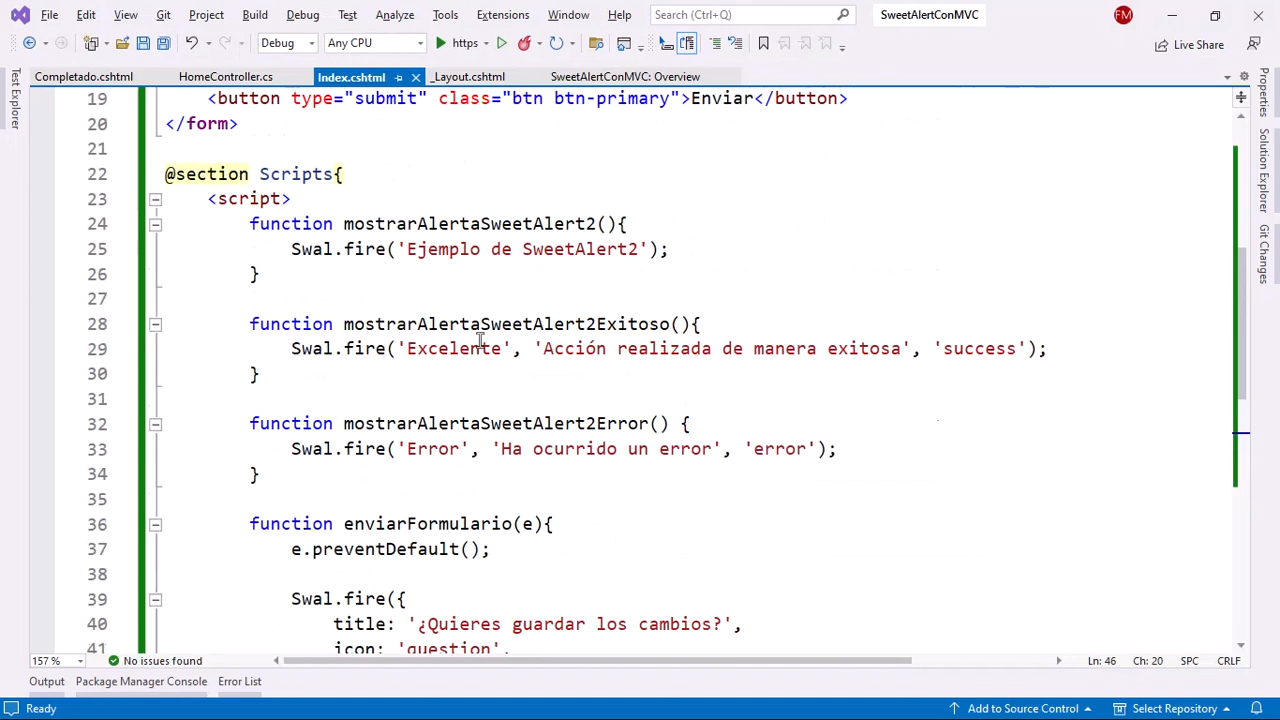 File Edit View Git Project Build Debug Test Analyze Tools Extensions Window Help Search (Ctrl+Q) SweetAlertConMVC FM
Debug Any CPU https Live Share
Completado.cshtml HomeController.cs Index.cshtml _Layout.cshtml SweetAlertConMVC: Overview
Test Explorer
Properties
Solution Explorer
Git Changes
19 <button type="submit" class="btn btn-primary">Enviar</button>
20 </form>
21
22 @section Scripts{
23 <script>
24 function mostrarAlertaSweetAlert2(){
25 Swal.fire('Ejemplo de SweetAlert2');
26 }
27
28 function mostrarAlertaSweetAlert2Exitoso(){
29 Swal.fire('Excelente', 'Acción realizada de manera exitosa', 'success');
30 }
31
32 function mostrarAlertaSweetAlert2Error() {
33 Swal.fire('Error', 'Ha ocurrido un error', 'error');
34 }
35
36 function enviarFormulario(e){
37 e.preventDefault();
38
39 Swal.fire({
40 title: '¿Quieres guardar los cambios?',
41 icon: 'question',
157 % No issues found Ln: 46 Ch: 20 SPC CRLF
Output Package Manager Console Error List
Ready Add to Source Control Select Repository